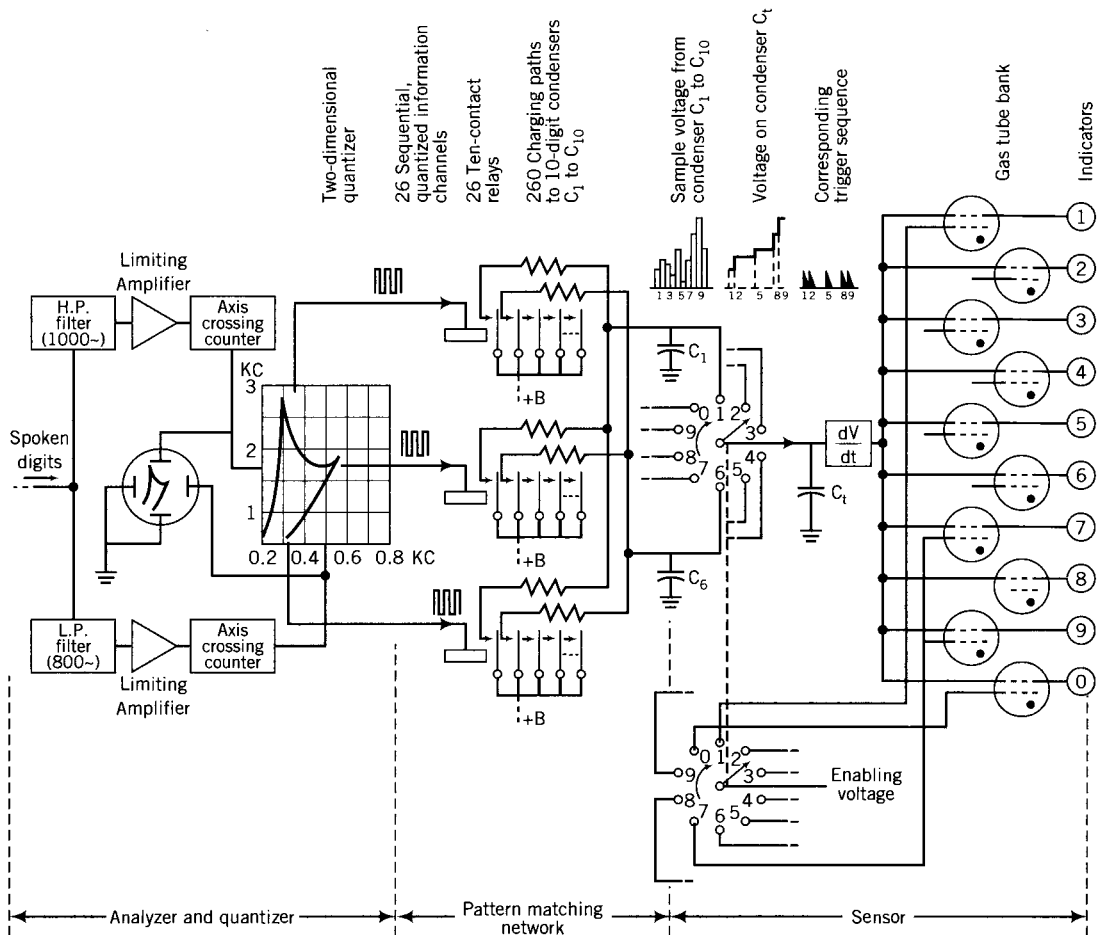 Two-dimensional
quantizer
26 Sequential,
quantized information
channels
26 Ten-contact
relays
260 Charging paths
to 10-digit condensers
C1 to C10
Sample voltage from
condenser C1 to C10
Voltage on condenser Ct
Corresponding
trigger sequence
Gas tube bank
Indicators
1 3 5 7 9
1 2 5 8 9
1 2 5 8 9
Limiting
Amplifier
H.P.
filter
(1000~)
Axis
crossing
counter
KC
3
2
1
0.2 0.4 0.6 0.8 KC
Spoken
digits
L.P.
filter
(800~)
Axis
crossing
counter
Limiting
Amplifier
+B
+B
+B
C1
C6
0 1 2
9 3
8 4
7 6 5
dV
dt
Ct
1
2
3
4
5
6
7
8
9
0
0 1 2
9 3
8 4
7 6 5
Enabling
voltage
Analyzer and quantizer
Pattern matching
network
Sensor